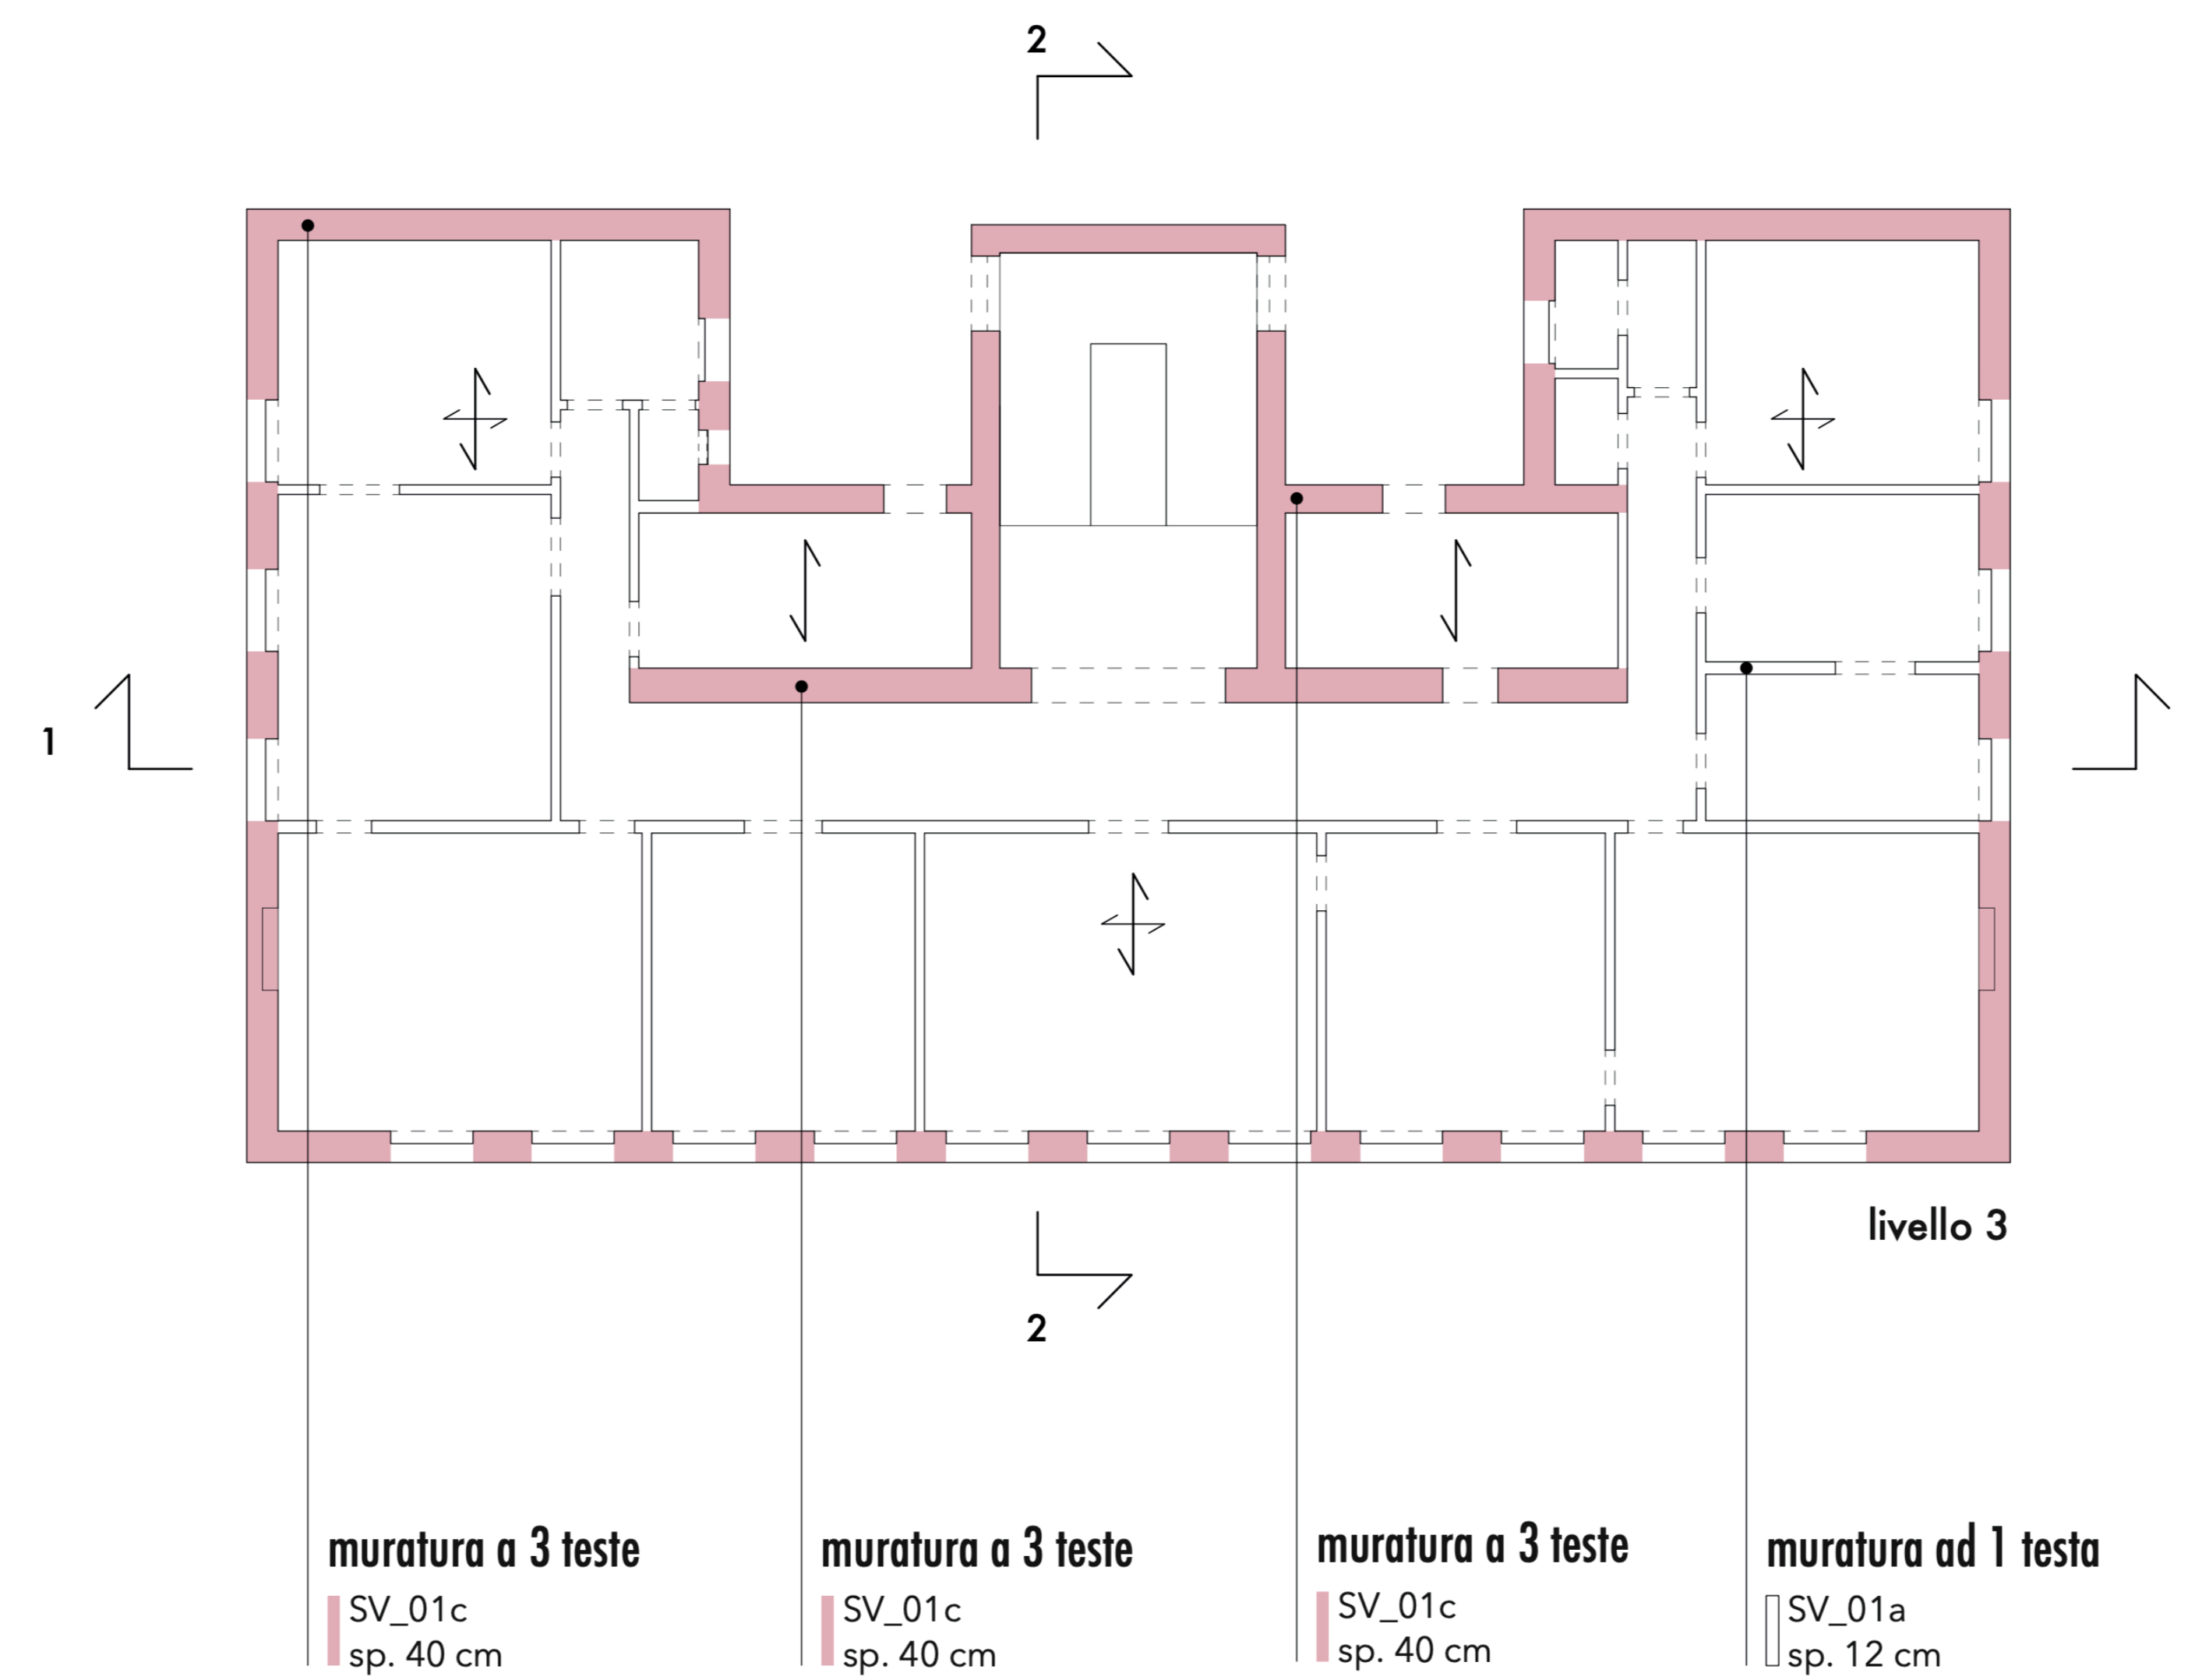 2
1
livello 3
2
muratura a 3 teste
SV_01c
sp. 40 cm
muratura a 3 teste
SV_01c
sp. 40 cm
muratura a 3 teste
SV_01c
sp. 40 cm
muratura ad 1 testa
SV_01a
sp. 12 cm